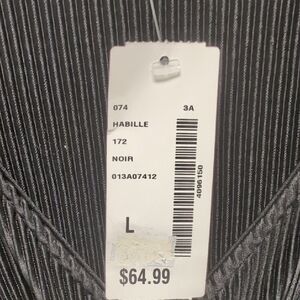 074 3A
HABILLE
172
NOIR
013A07412
4096150
L
$64.99